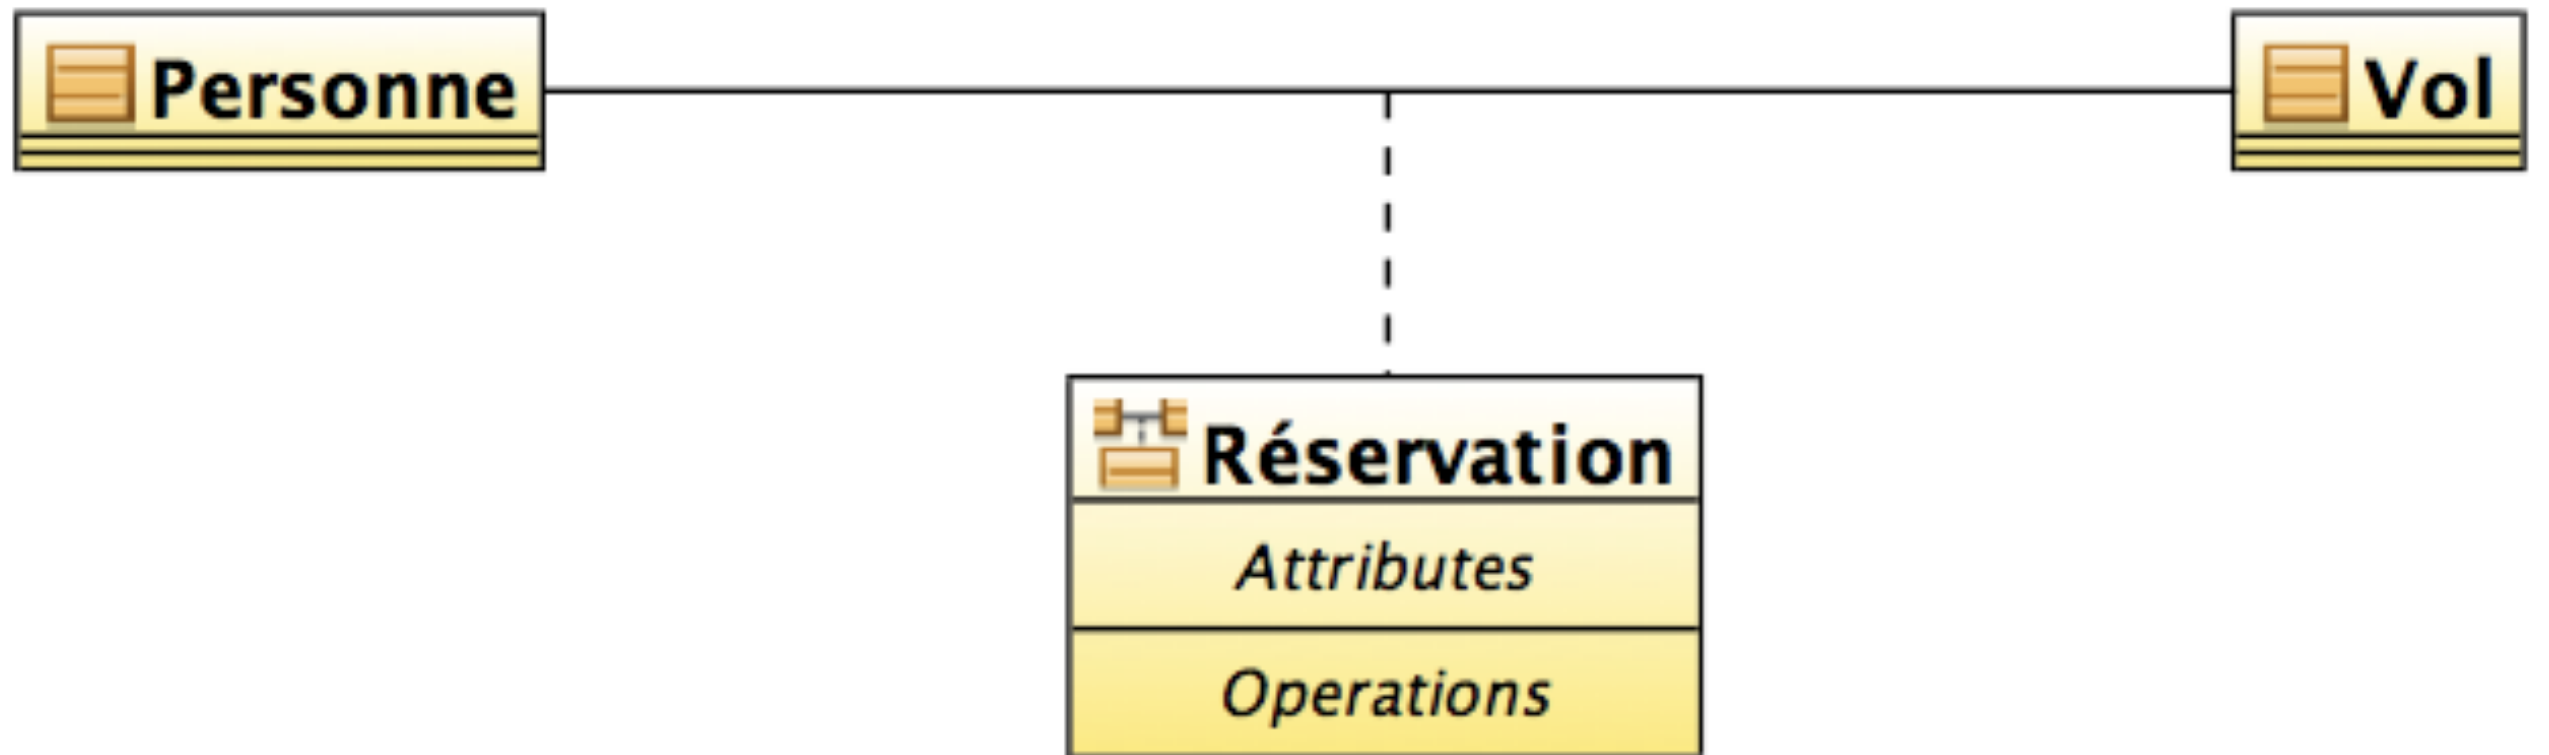 Personne
Vol
Réservation
Attributes
Operations